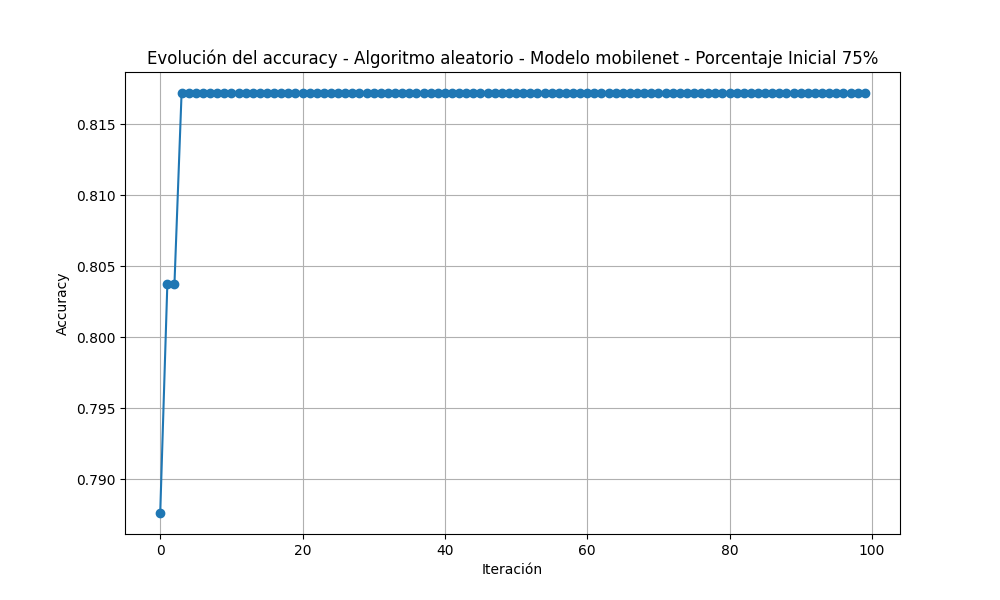 Evolución del accuracy - Algoritmo aleatorio - Modelo mobilenet - Porcentaje Inicial 75%
0.815
0.810
0.805
0.800
0.795
0.790
Accuracy
0 20 40 60 80 100
Iteración